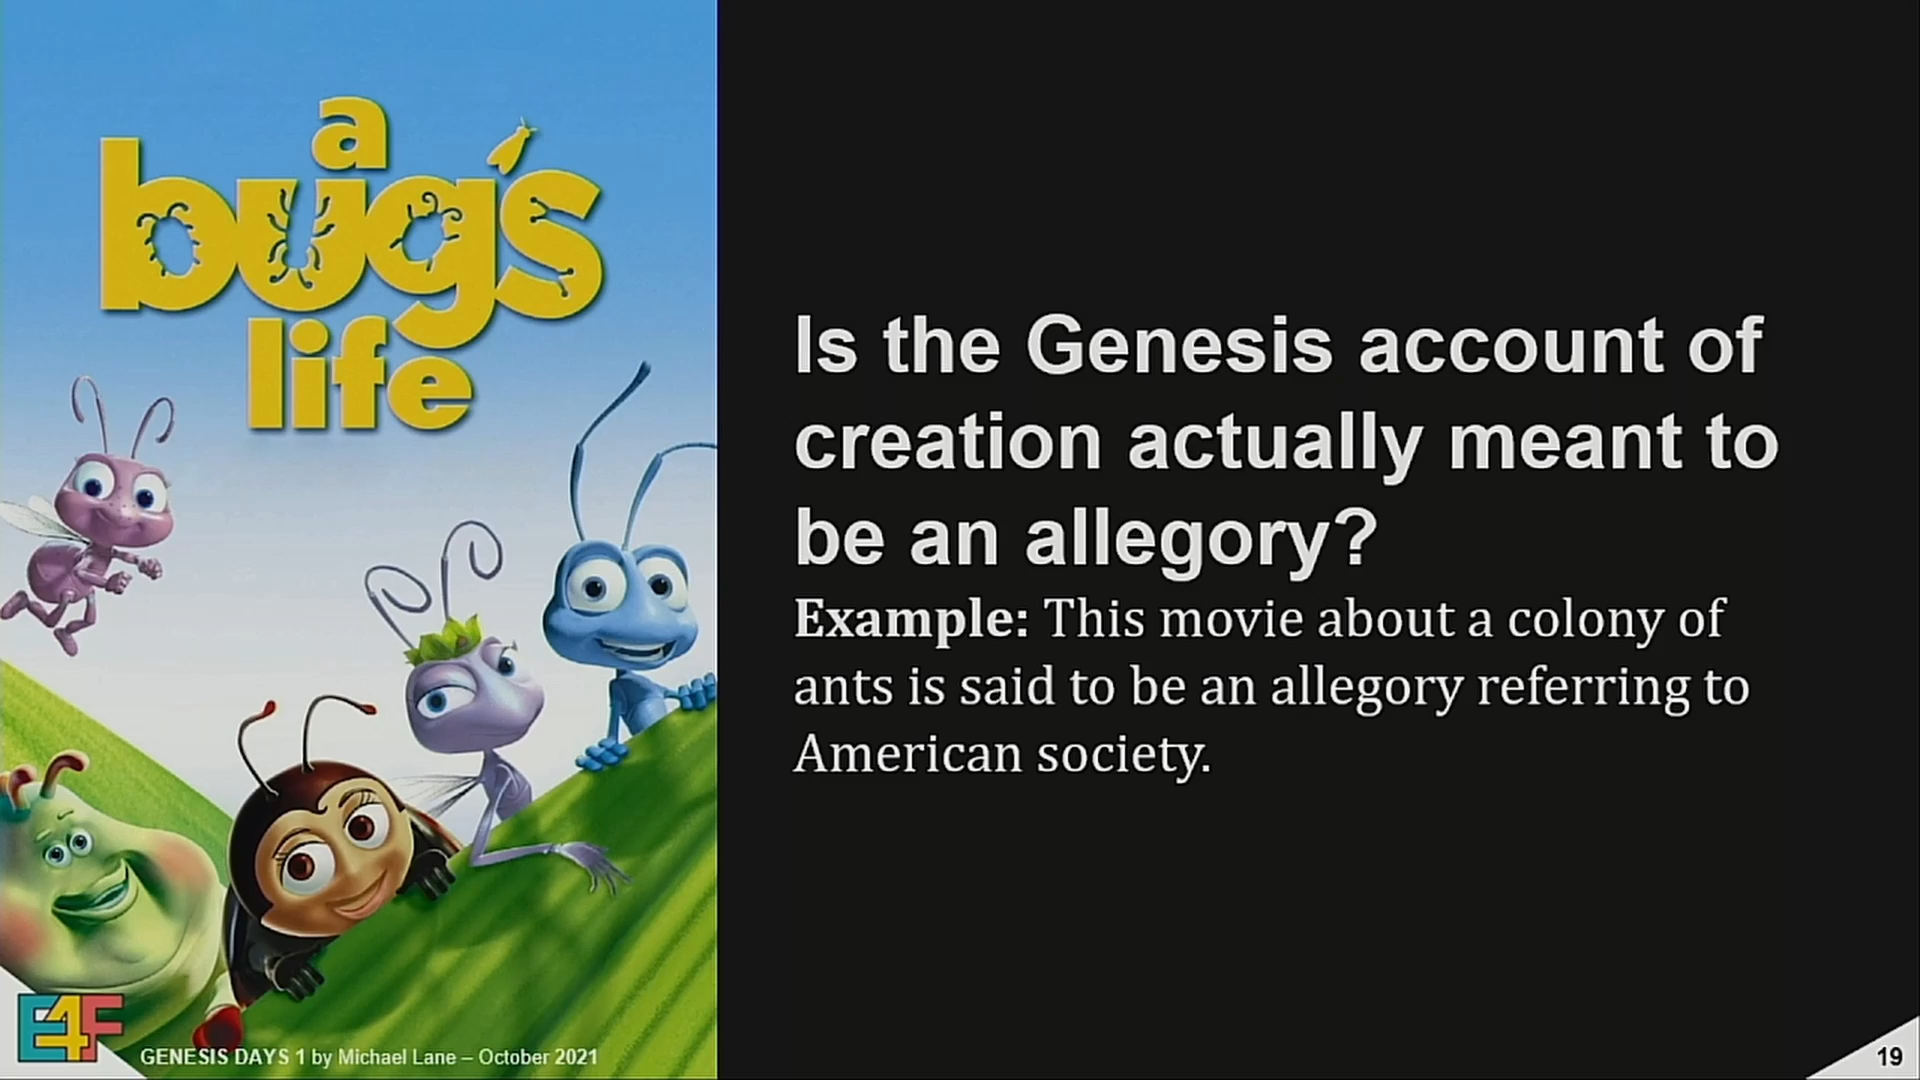 a
bug's
life
Is the Genesis account of
creation actually meant to
be an allegory?
Example: This movie about a colony of
ants is said to be an allegory referring to
American society.
E4F
GENESIS DAYS 1 by Michael Lane – October 2021
19